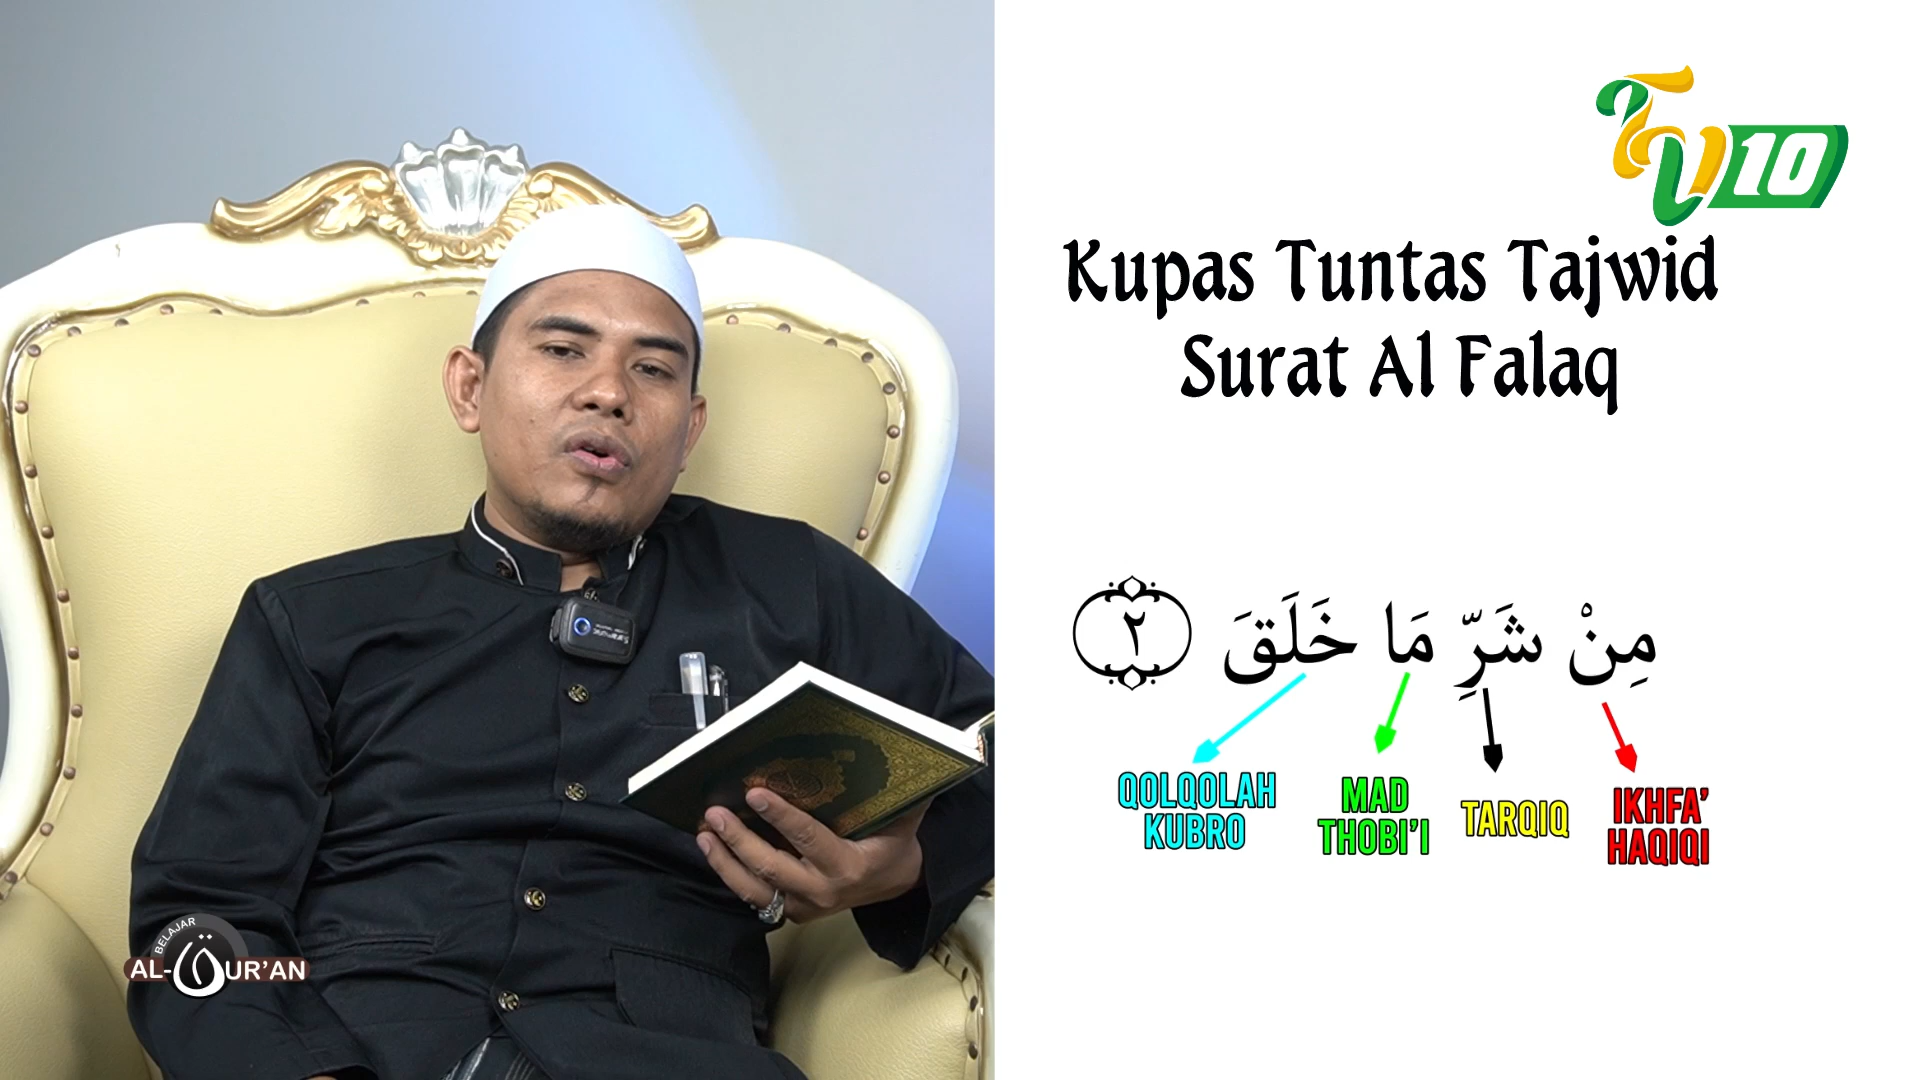 TV10
Kupas Tuntas Tajwid
Surat Al Falaq
مِنْ شَرِّ مَا خَلَقَ ٢
QOLQOLAH
KUBRO
MAD
THOBI'I
TARQIQ
IKHFA'
HAQIQI
BELAJAR
AL-QUR'AN